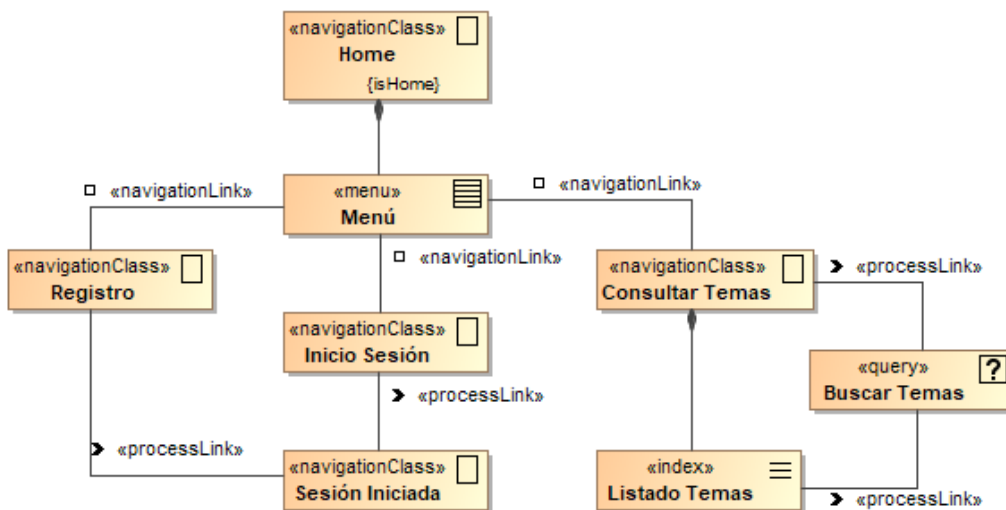 «navigationClass»
Home
{isHome}
«navigationLink»
«menu»
Menú
«navigationLink»
«navigationLink»
«navigationClass»
Registro
«navigationClass»
Consultar Temas
«processLink»
«navigationClass»
Inicio Sesión
«query»
?
Buscar Temas
«processLink»
«processLink»
«navigationClass»
Sesión Iniciada
«index»
Listado Temas
«processLink»